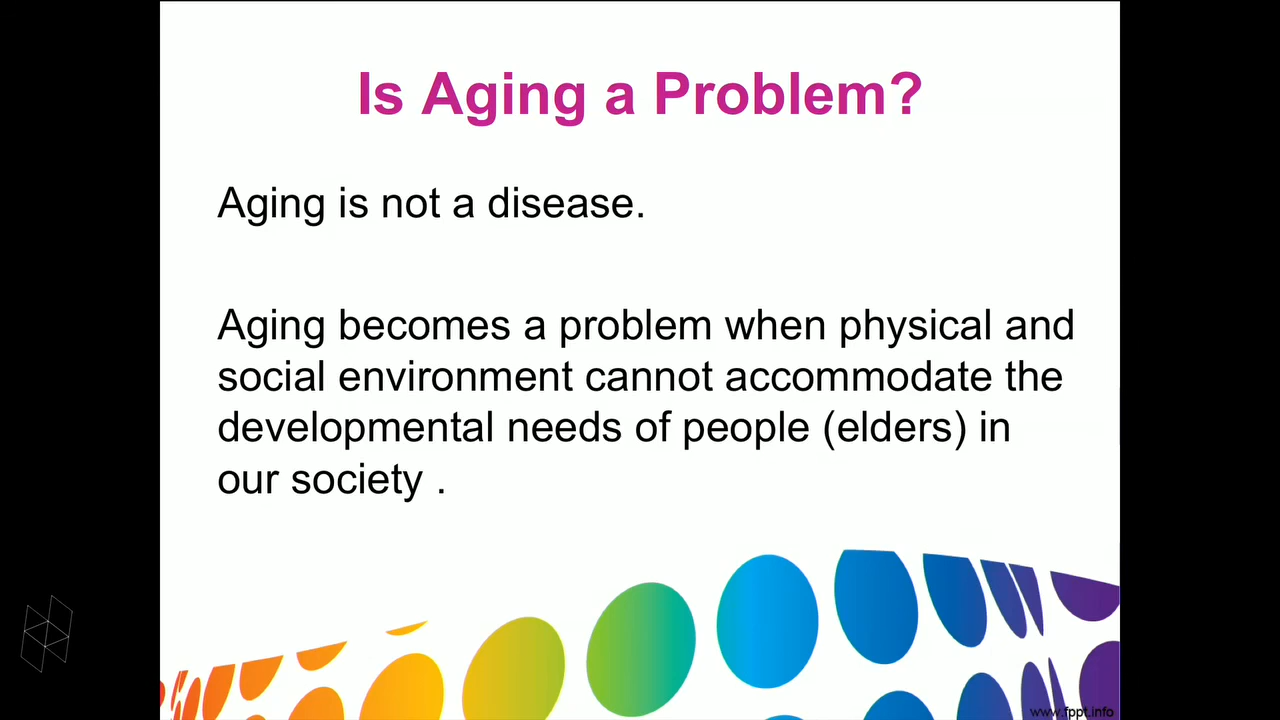 Is Aging a Problem?
Aging is not a disease.
Aging becomes a problem when physical and
social environment cannot accommodate the
developmental needs of people (elders) in
our society .
www.fppt.info